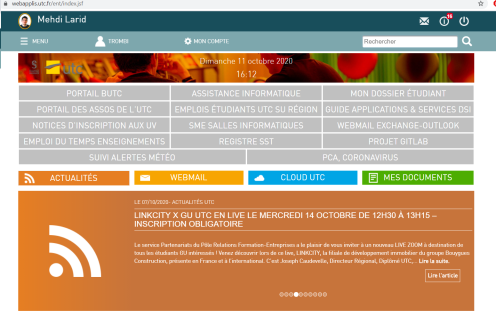 webapplis.utc.fr/ent/index.jsf
Mehdi Larid
MENU
TROMBI
MON COMPTE
Rechercher
utc
Dimanche 11 octobre 2020
16:12
PORTAIL BUTC
ASSISTANCE INFORMATIQUE
MON DOSSIER ÉTUDIANT
PORTAIL DES ASSOS DE L'UTC
EMPLOIS ÉTUDIANTS UTC SU RÉGION
GUIDE APPLICATIONS & SERVICES DSI
NOTICES D'INSCRIPTION AUX UV
SME SALLES INFORMATIQUES
WEBMAIL EXCHANGE-OUTLOOK
EMPLOI DU TEMPS ENSEIGNEMENTS
REGISTRE SST
PROJET GITLAB
SUIVI ALERTES MÉTÉO
PCA, CORONAVIRUS
ACTUALITÉS
WEBMAIL
CLOUD UTC
MES DOCUMENTS
LE 07/10/2020- ACTUALITÉS UTC
LINKCITY X GU UTC EN LIVE LE MERCREDI 14 OCTOBRE DE 12H30 À 13H15 –
INSCRIPTION OBLIGATOIRE
Le service Partenariats du Pôle Relations Formation-Entreprises a le plaisir de vous inviter à un nouveau LIVE ZOOM à destination de
tous les étudiants GU intéressés ! Venez découvrir lors de ce live, LINKCITY, la filiale de développement immobilier du groupe Bouygues
Construction, présente en France et à l'international. C'est Joseph Caudevelle, Directeur Régional, Diplômé UTC,... Lire la suite.
Lire l'article